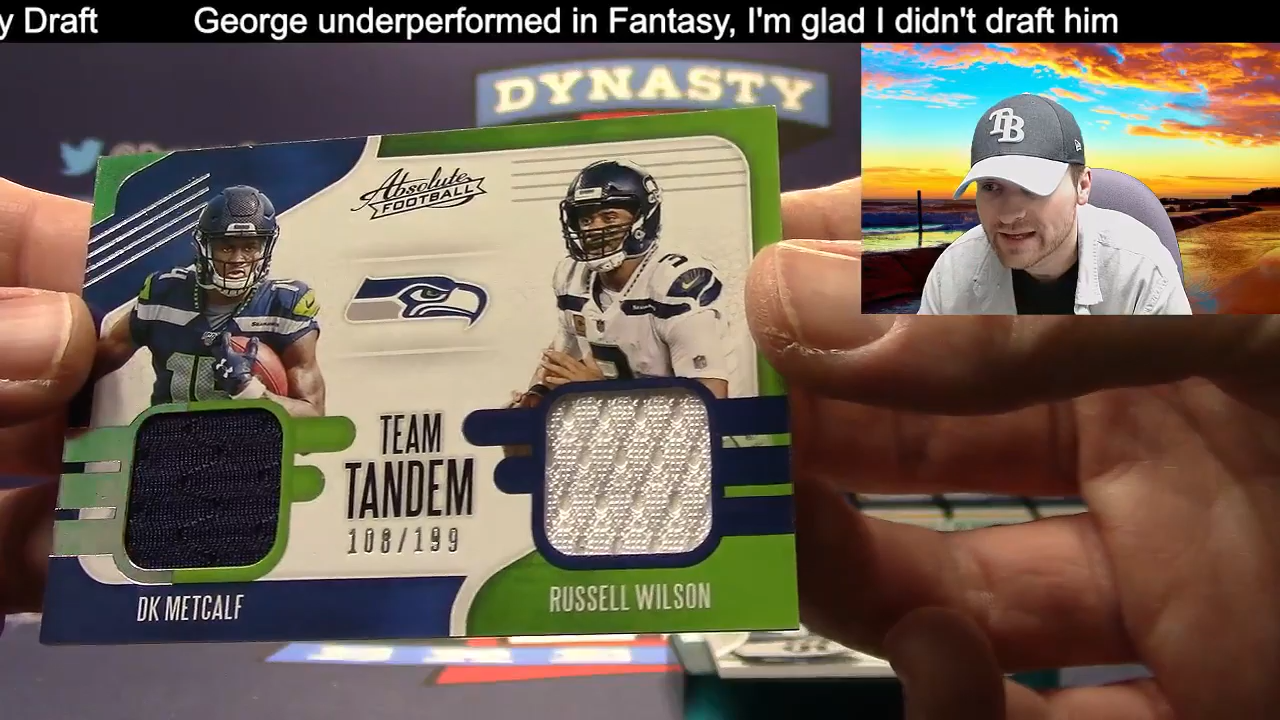 y Draft George underperformed in Fantasy, I'm glad I didn't draft him
DYNASTY
Absolute
FOOTBALL
TB
3
TEAM
TANDEM
108/199
DK METCALF
RUSSELL WILSON